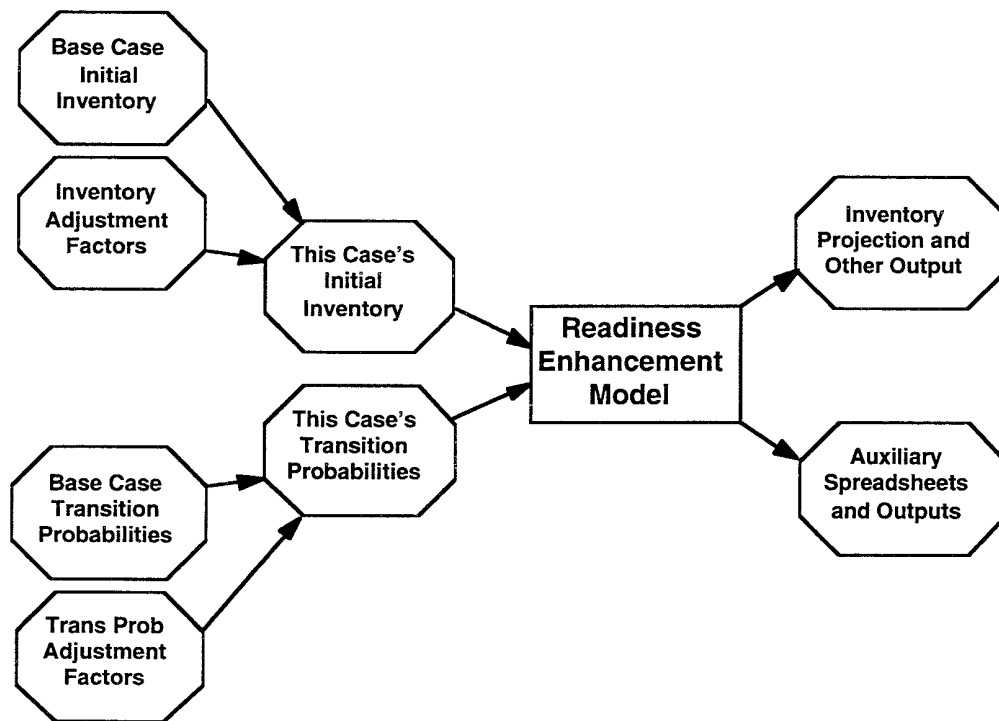 Base Case
Initial
Inventory
Inventory
Adjustment
Factors
This Case's
Initial
Inventory
This Case's
Transition
Probabilities
Base Case
Transition
Probabilities
Trans Prob
Adjustment
Factors
Readiness
Enhancement
Model
Inventory
Projection and
Other Output
Auxiliary
Spreadsheets
and Outputs